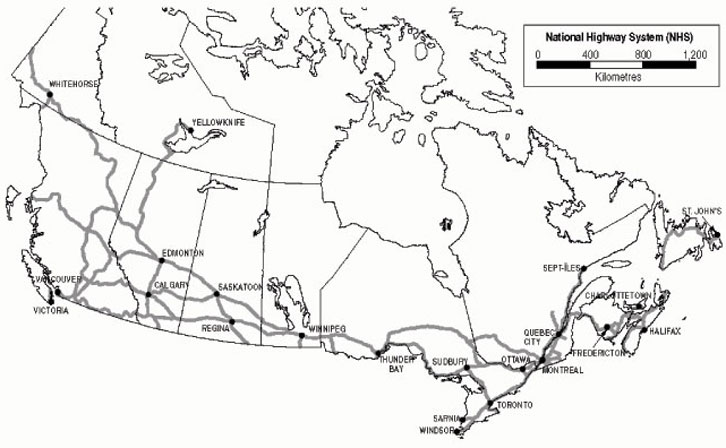 National Highway System (NHS)
0 400 800 1,200
Kilometres
WHITEHORSE
YELLOWKNIFE
ST. JOHN'S
EDMONTON
SEPT-ÎLES
VANCOUVER
CALGARY
SASKATOON
CHARLOTTETOWN
VICTORIA
REGINA
WINNIPEG
QUEBEC
CITY
HALIFAX
FREDERICTON
THUNDER
BAY
SUDBURY
OTTAWA
MONTREAL
TORONTO
SARNIA
WINDSOR